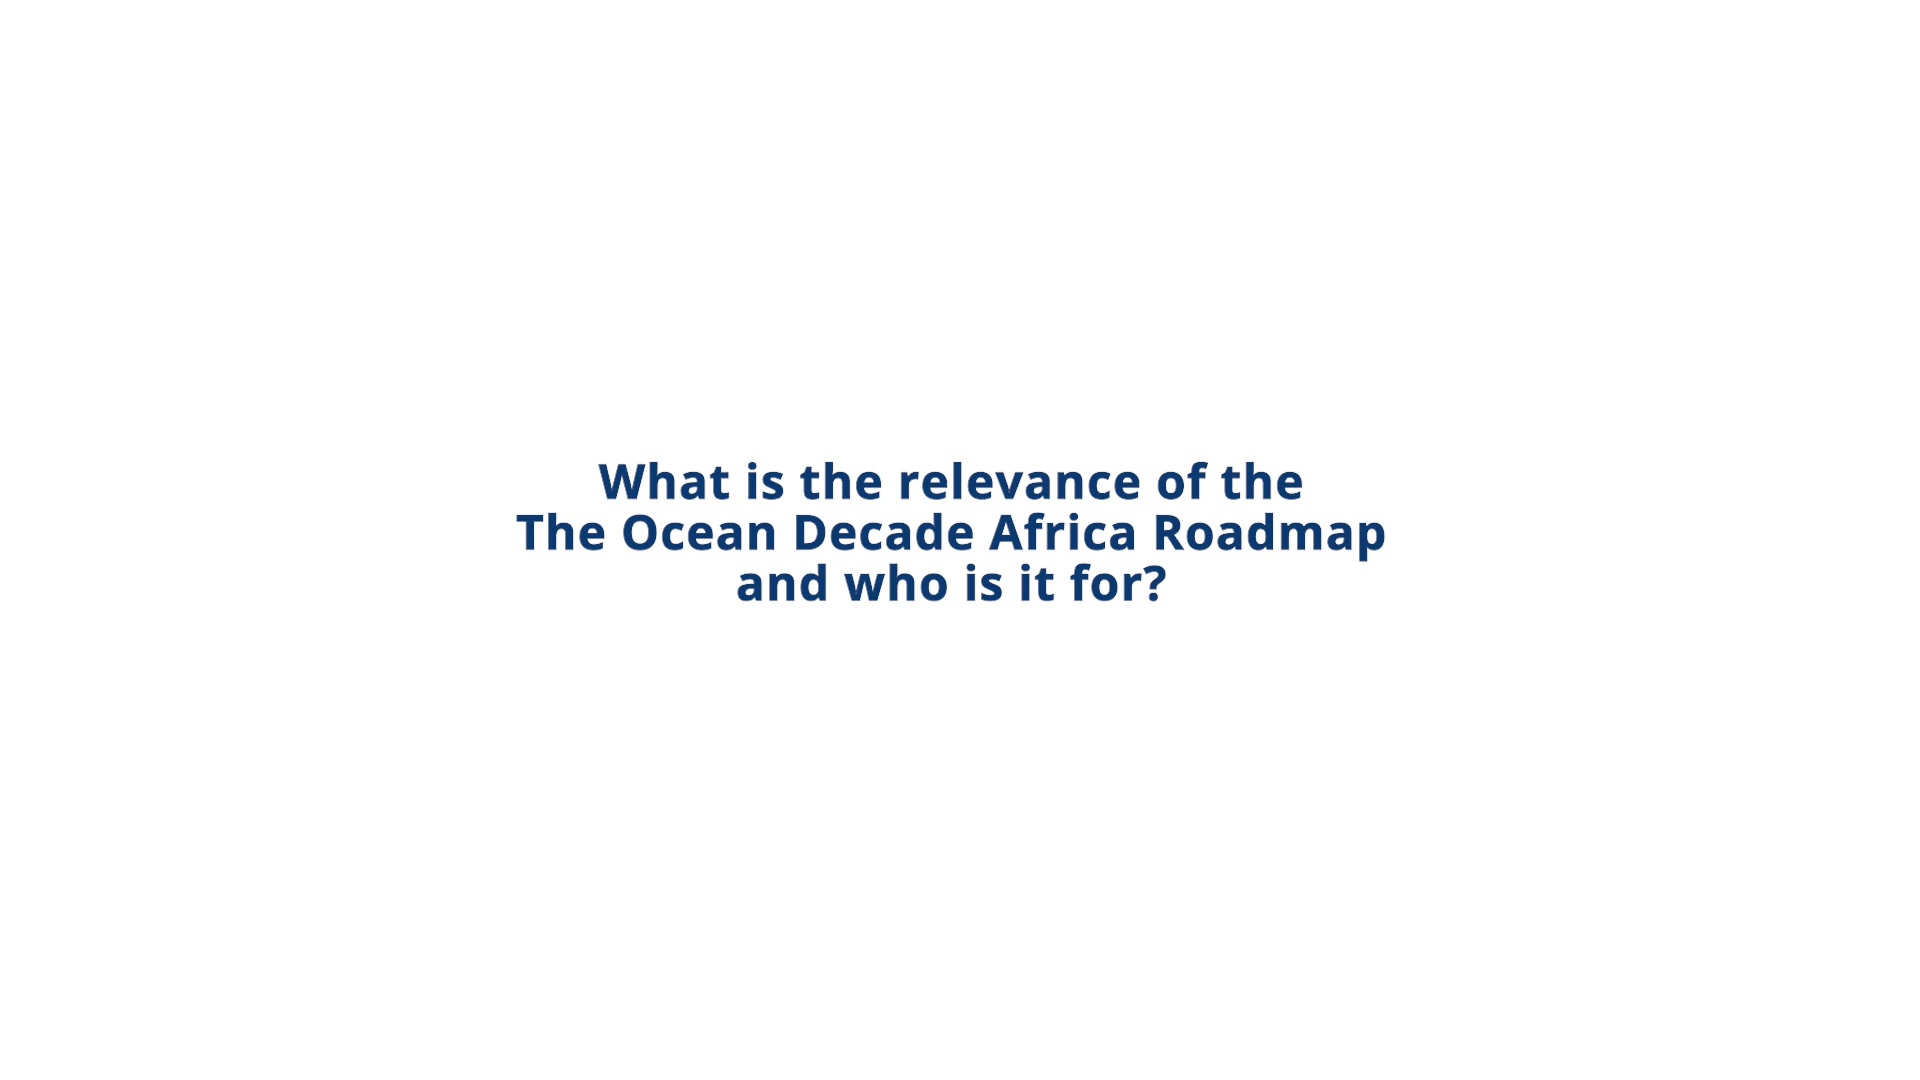 What is the relevance of the
The Ocean Decade Africa Roadmap
and who is it for?